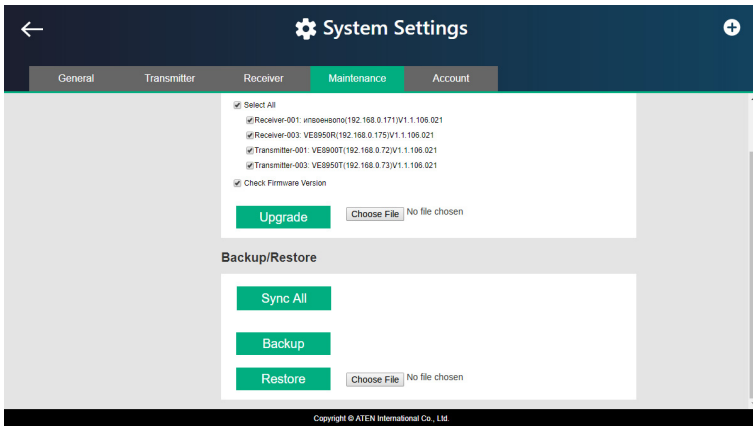 System Settings
General Transmitter Receiver Maintenance Account
Select All
Receiver-001: ипвоенвопо(192.168.0.171)V1.1.106.021
Receiver-003: VE8950R(192.168.0.175)V1.1.106.021
Transmitter-001: VE8900T(192.168.0.72)V1.1.106.021
Transmitter-003: VE8950T(192.168.0.73)V1.1.106.021
Check Firmware Version
Upgrade Choose File No file chosen
Backup/Restore
Sync All
Backup
Restore Choose File No file chosen
Copyright © ATEN International Co., Ltd.